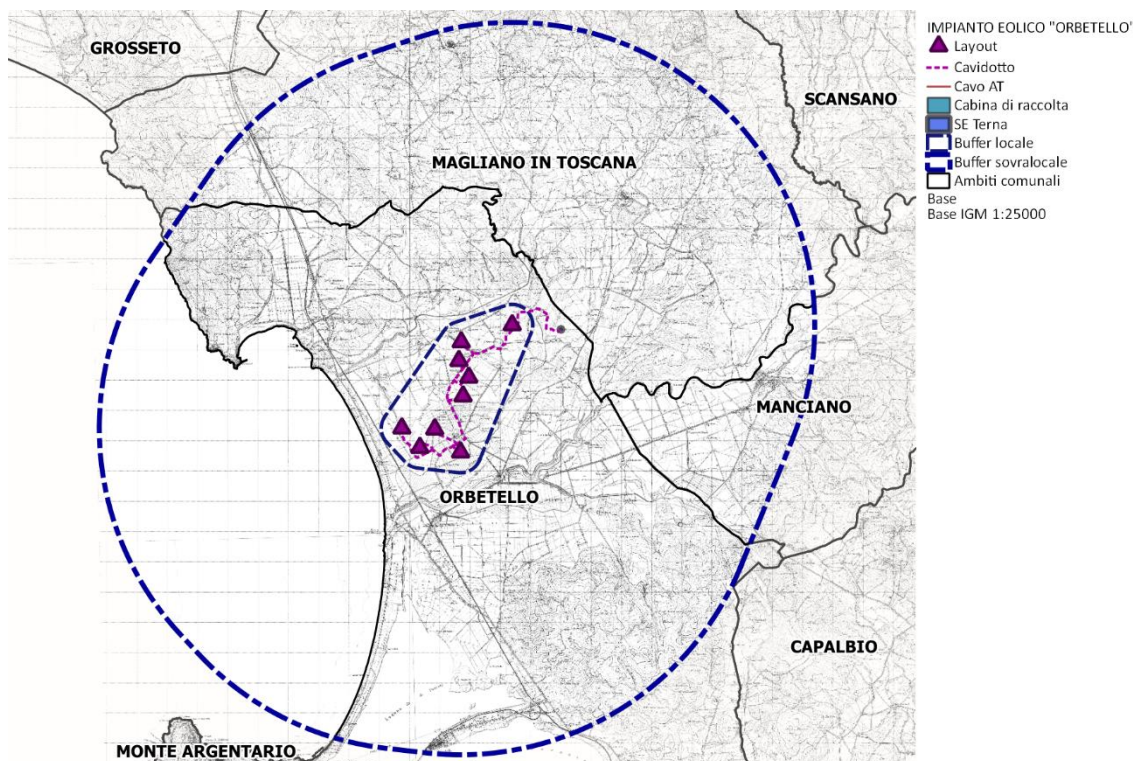 GROSSETO
SCANSANO
MAGLIANO IN TOSCANA
MANCIANO
ORBETELLO
CAPALBIO
MONTE ARGENTARIO
IMPIANTO EOLICO "ORBETELLO"
Layout
Cavidotto
Cavo AT
Cabina di raccolta
SE Terna
Buffer locale
Buffer sovralocale
Ambiti comunali
Base
Base IGM 1:25000